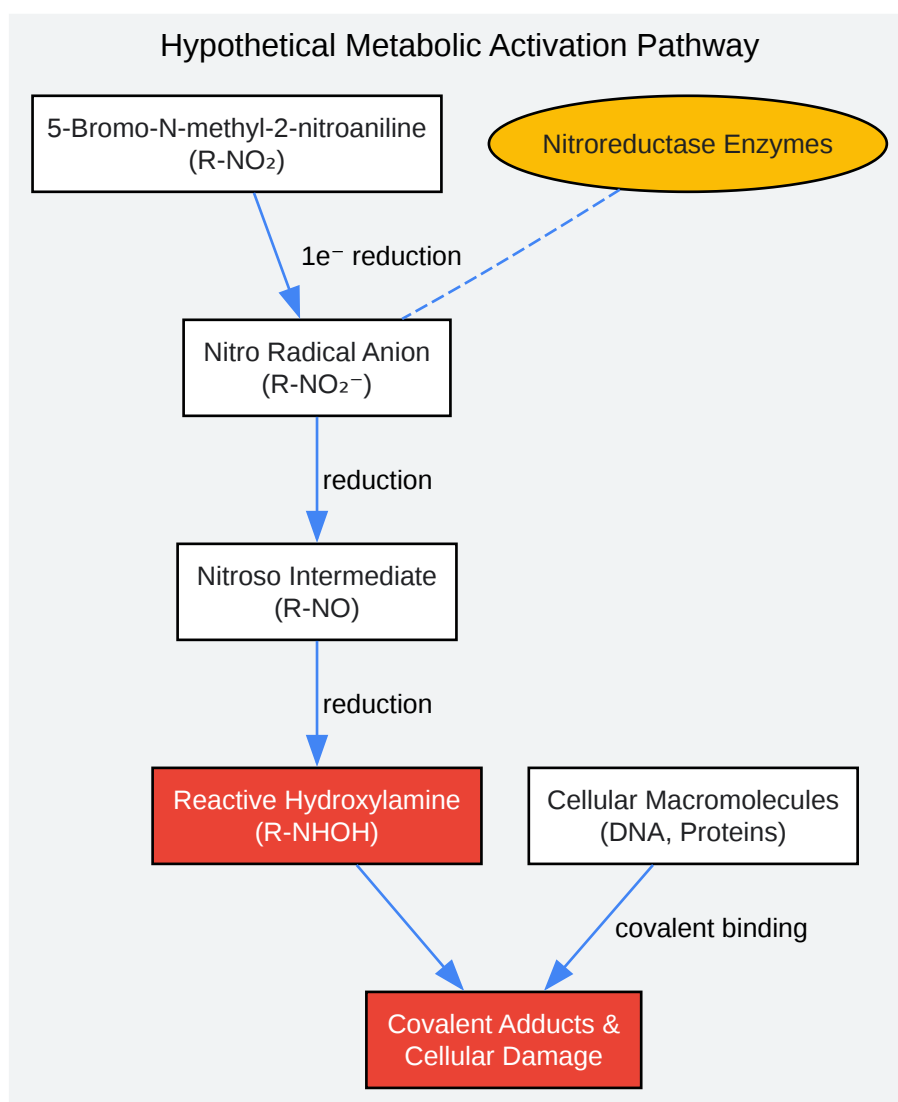 Hypothetical Metabolic Activation Pathway
5-Bromo-N-methyl-2-nitroaniline
(R-NO₂)
Nitroreductase Enzymes
1e⁻ reduction
Nitro Radical Anion
(R-NO₂⁻)
reduction
Nitroso Intermediate
(R-NO)
reduction
Reactive Hydroxylamine
(R-NHOH)
Cellular Macromolecules
(DNA, Proteins)
covalent binding
Covalent Adducts &
Cellular Damage